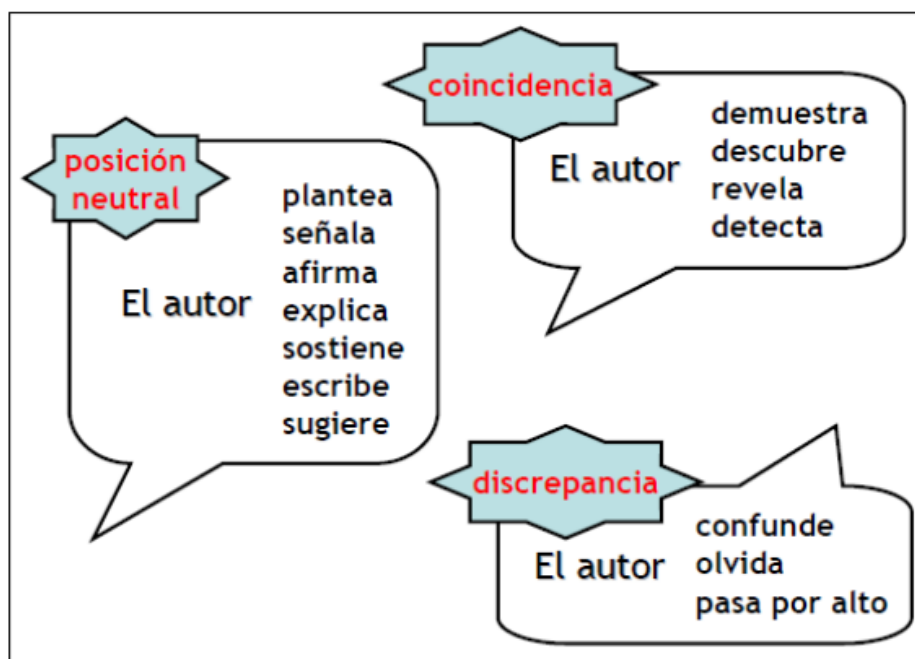 coincidencia
El autor
demuestra
descubre
revela
detecta
posición
neutral
El autor
plantea
señala
afirma
explica
sostiene
escribe
sugiere
discrepancia
El autor
confunde
olvida
pasa por alto